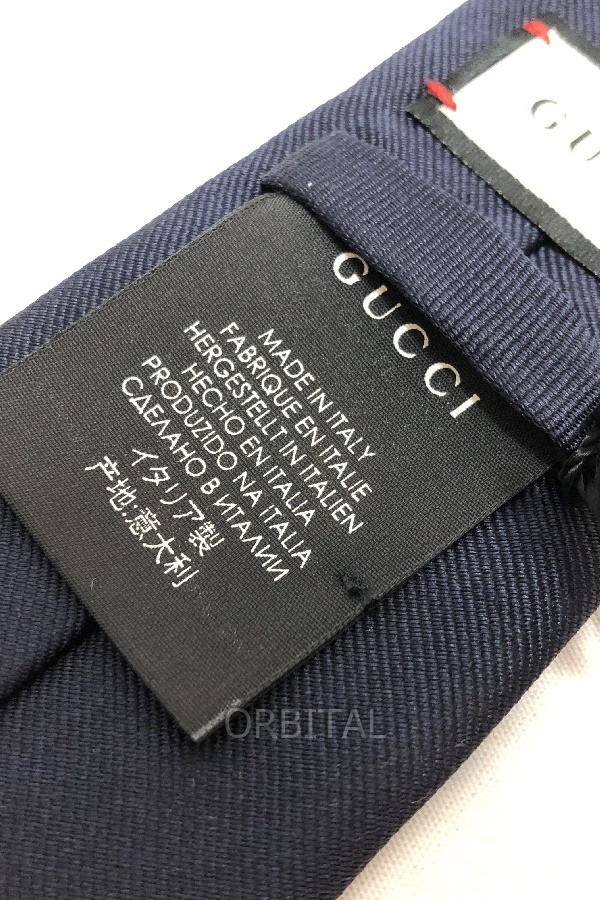 GU
GUCCI
MADE IN ITALY
FABRIQUE EN ITALIE
HERGESTELLT IN ITALIEN
HECHO EN ITALIA
PRODUZIDO NA ITALIA
СДЕЛАНО В ИТАЛИИ
イタリア製
产地:意大利
ORBITAL